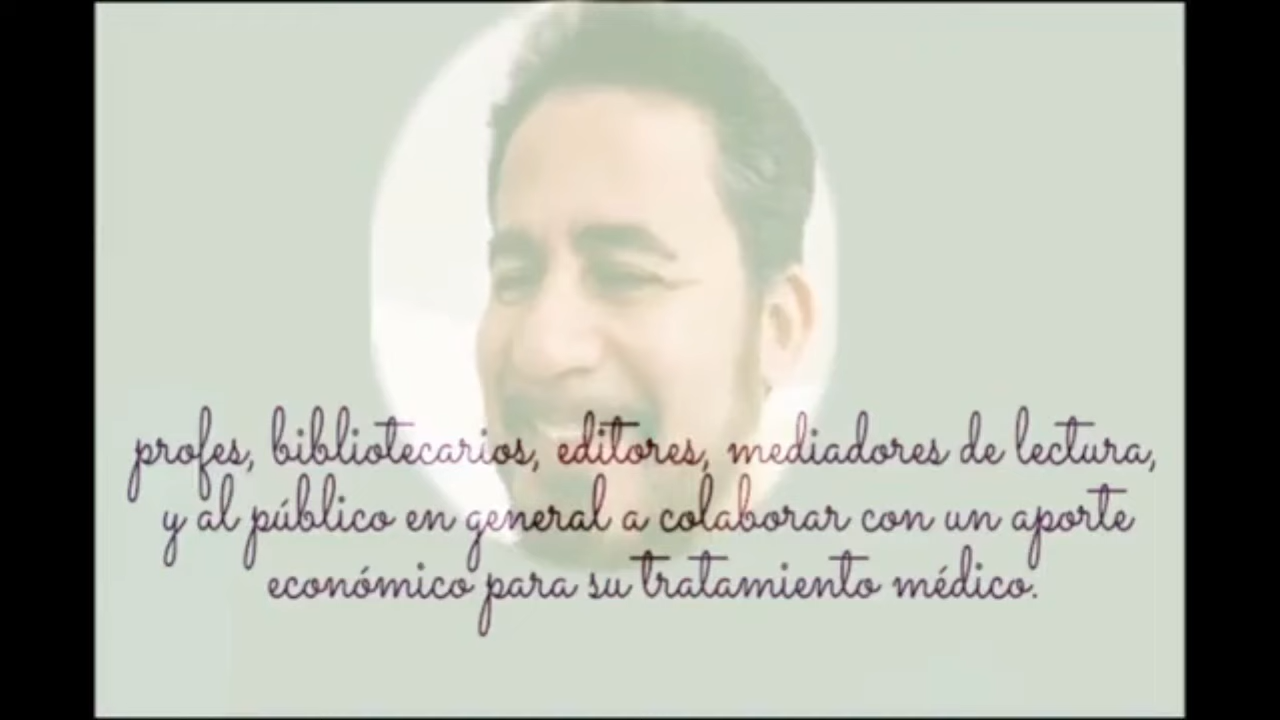 profes, bibliotecarios, editores, mediadores de lectura,
y al público en general a colaborar con un aporte
económico para su tratamiento médico.